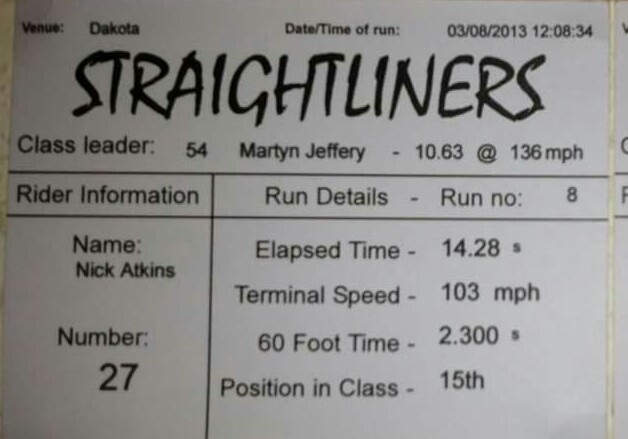 Venue: Dakota Date/Time of run: 03/08/2013 12:08:34
STRAIGHTLINERS
Class leader: 54 Martyn Jeffery - 10.63 @ 136 mph
Rider Information Run Details - Run no: 8
Name:
Nick Atkins
Elapsed Time - 14.28 s
Terminal Speed - 103 mph
Number:
27
60 Foot Time - 2.300 s
Position in Class - 15th